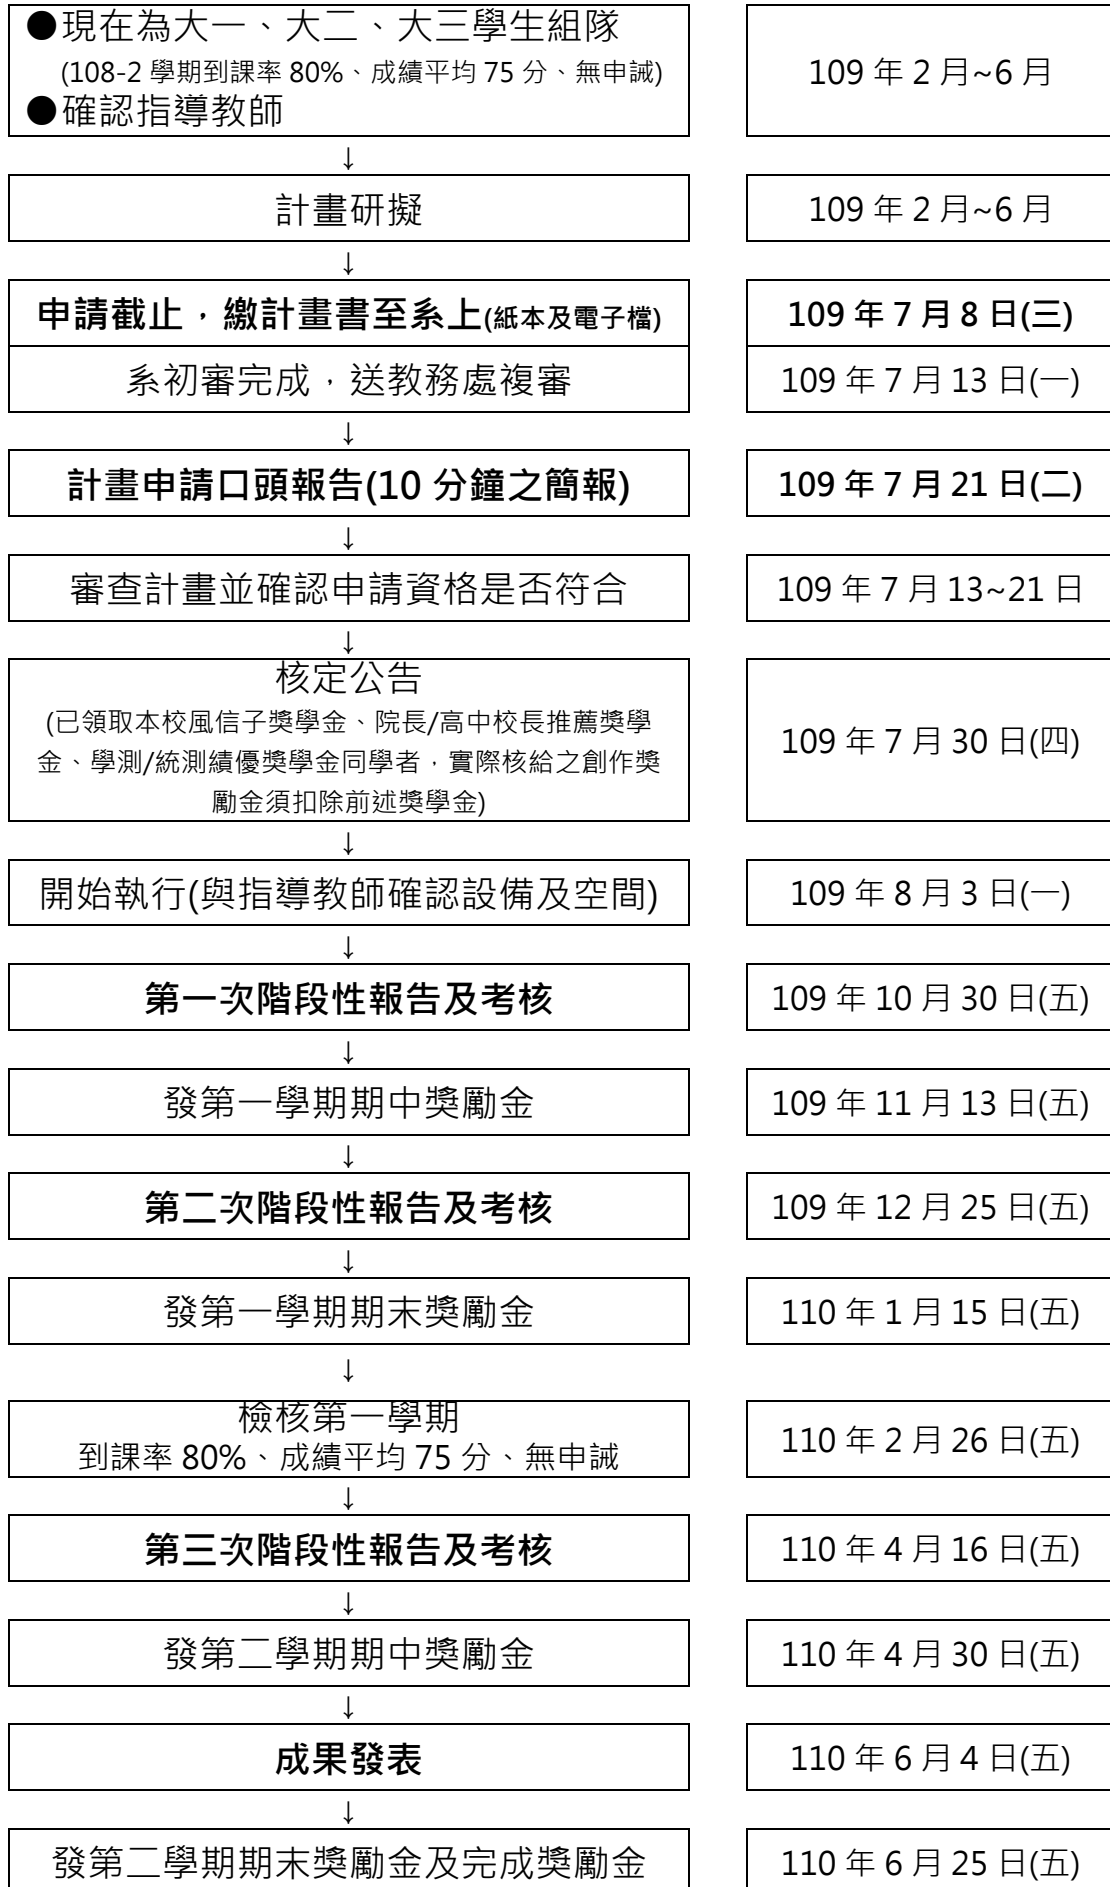 ●現在為大一、大二、大三學生組隊
(108-2 學期到課率 80%、成績平均 75 分、無申誡)
●確認指導教師
109 年 2 月~6 月
↓
計畫研擬
109 年 2 月~6 月
↓
申請截止，繳計畫書至系上(紙本及電子檔)
109 年 7 月 8 日(三)
系初審完成，送教務處複審
109 年 7 月 13 日(一)
↓
計畫申請口頭報告(10 分鐘之簡報)
109 年 7 月 21 日(二)
↓
審查計畫並確認申請資格是否符合
109 年 7 月 13~21 日
↓
核定公告
(已領取本校風信子獎學金、院長/高中校長推薦獎學
金、學測/統測績優獎學金同學者，實際核給之創作獎
勵金須扣除前述獎學金)
109 年 7 月 30 日(四)
↓
開始執行(與指導教師確認設備及空間)
109 年 8 月 3 日(一)
↓
第一次階段性報告及考核
109 年 10 月 30 日(五)
↓
發第一學期期中獎勵金
109 年 11 月 13 日(五)
↓
第二次階段性報告及考核
109 年 12 月 25 日(五)
↓
發第一學期期末獎勵金
110 年 1 月 15 日(五)
↓
檢核第一學期
到課率 80%、成績平均 75 分、無申誡
110 年 2 月 26 日(五)
↓
第三次階段性報告及考核
110 年 4 月 16 日(五)
↓
發第二學期期中獎勵金
110 年 4 月 30 日(五)
↓
成果發表
110 年 6 月 4 日(五)
↓
發第二學期期末獎勵金及完成獎勵金
110 年 6 月 25 日(五)